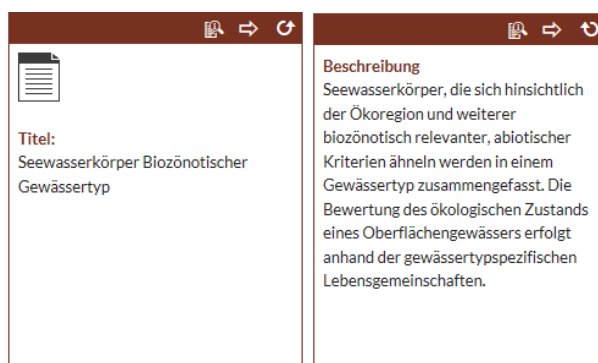 Titel:
Seewasserkörper Biozönotischer
Gewässertyp
Beschreibung
Seewasserkörper, die sich hinsichtlich
der Ökoregion und weiterer
biozönotisch relevanter, abiotischer
Kriterien ähneln werden in einem
Gewässertyp zusammengefasst. Die
Bewertung des ökologischen Zustands
eines Oberflächengewässers erfolgt
anhand der gewässertypspezifischen
Lebensgemeinschaften.